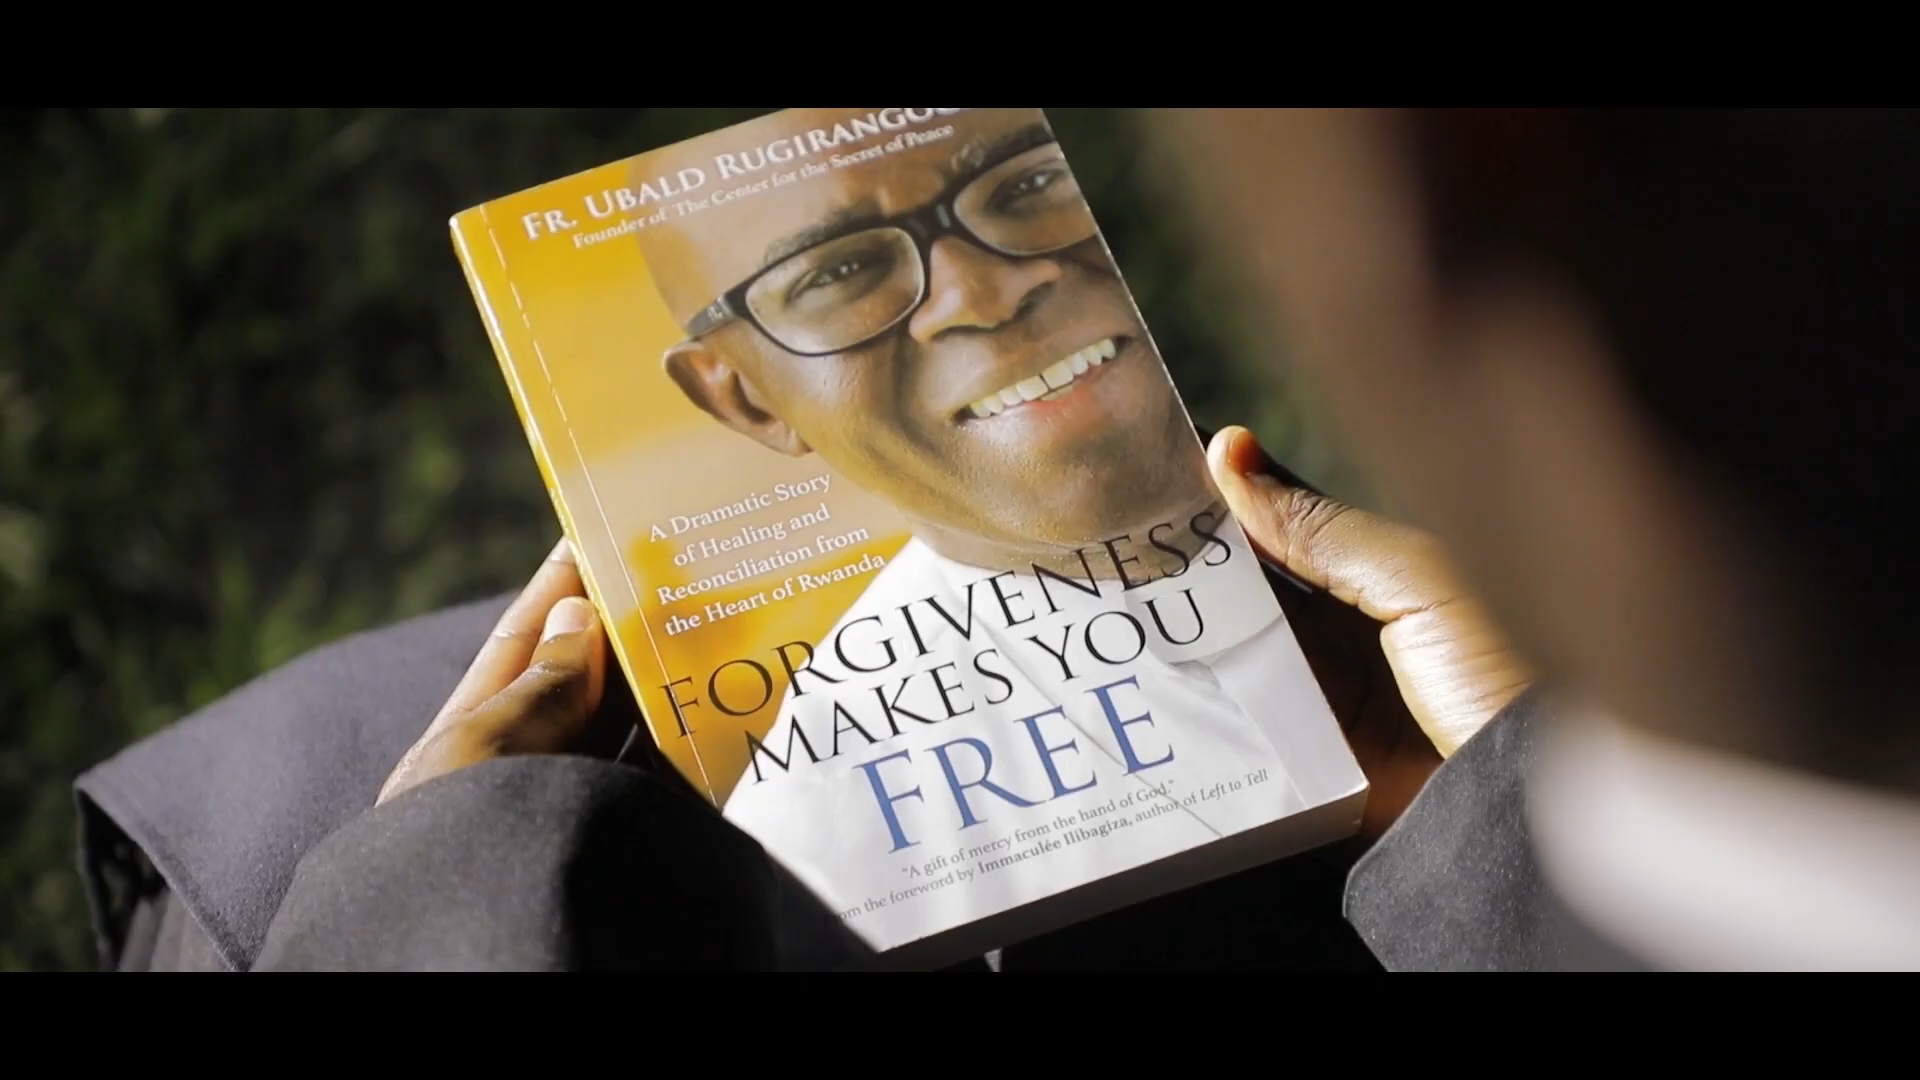 FR. UBALD
Founder of The Center for the Secret of Peace
A Dramatic Story
of Healing and
Reconciliation from
the Heart of Rwanda
FORGIVENESS
MAKES YOU
FREE
"A gift of mercy from the hand of God."
the foreword by Immaculée Ilibagiza, author of Left to Tell